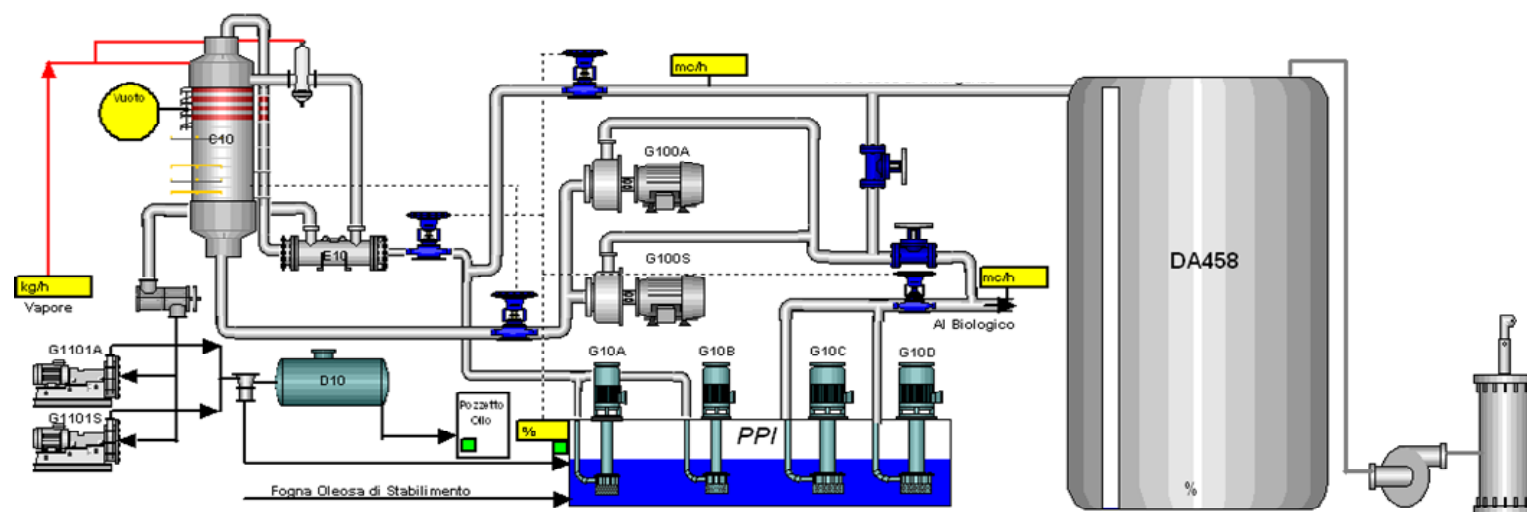 mc/h
Vuoto
C10
G100A
E10
G100S
DA458
kg/h
Vapore
mc/h
Al Biologico
G1101A
G10A
G10B
G10C
G10D
D10
G1101S
Pozzetto
Olio
%
PPI
Fogna Oleosa di Stabilimento
%